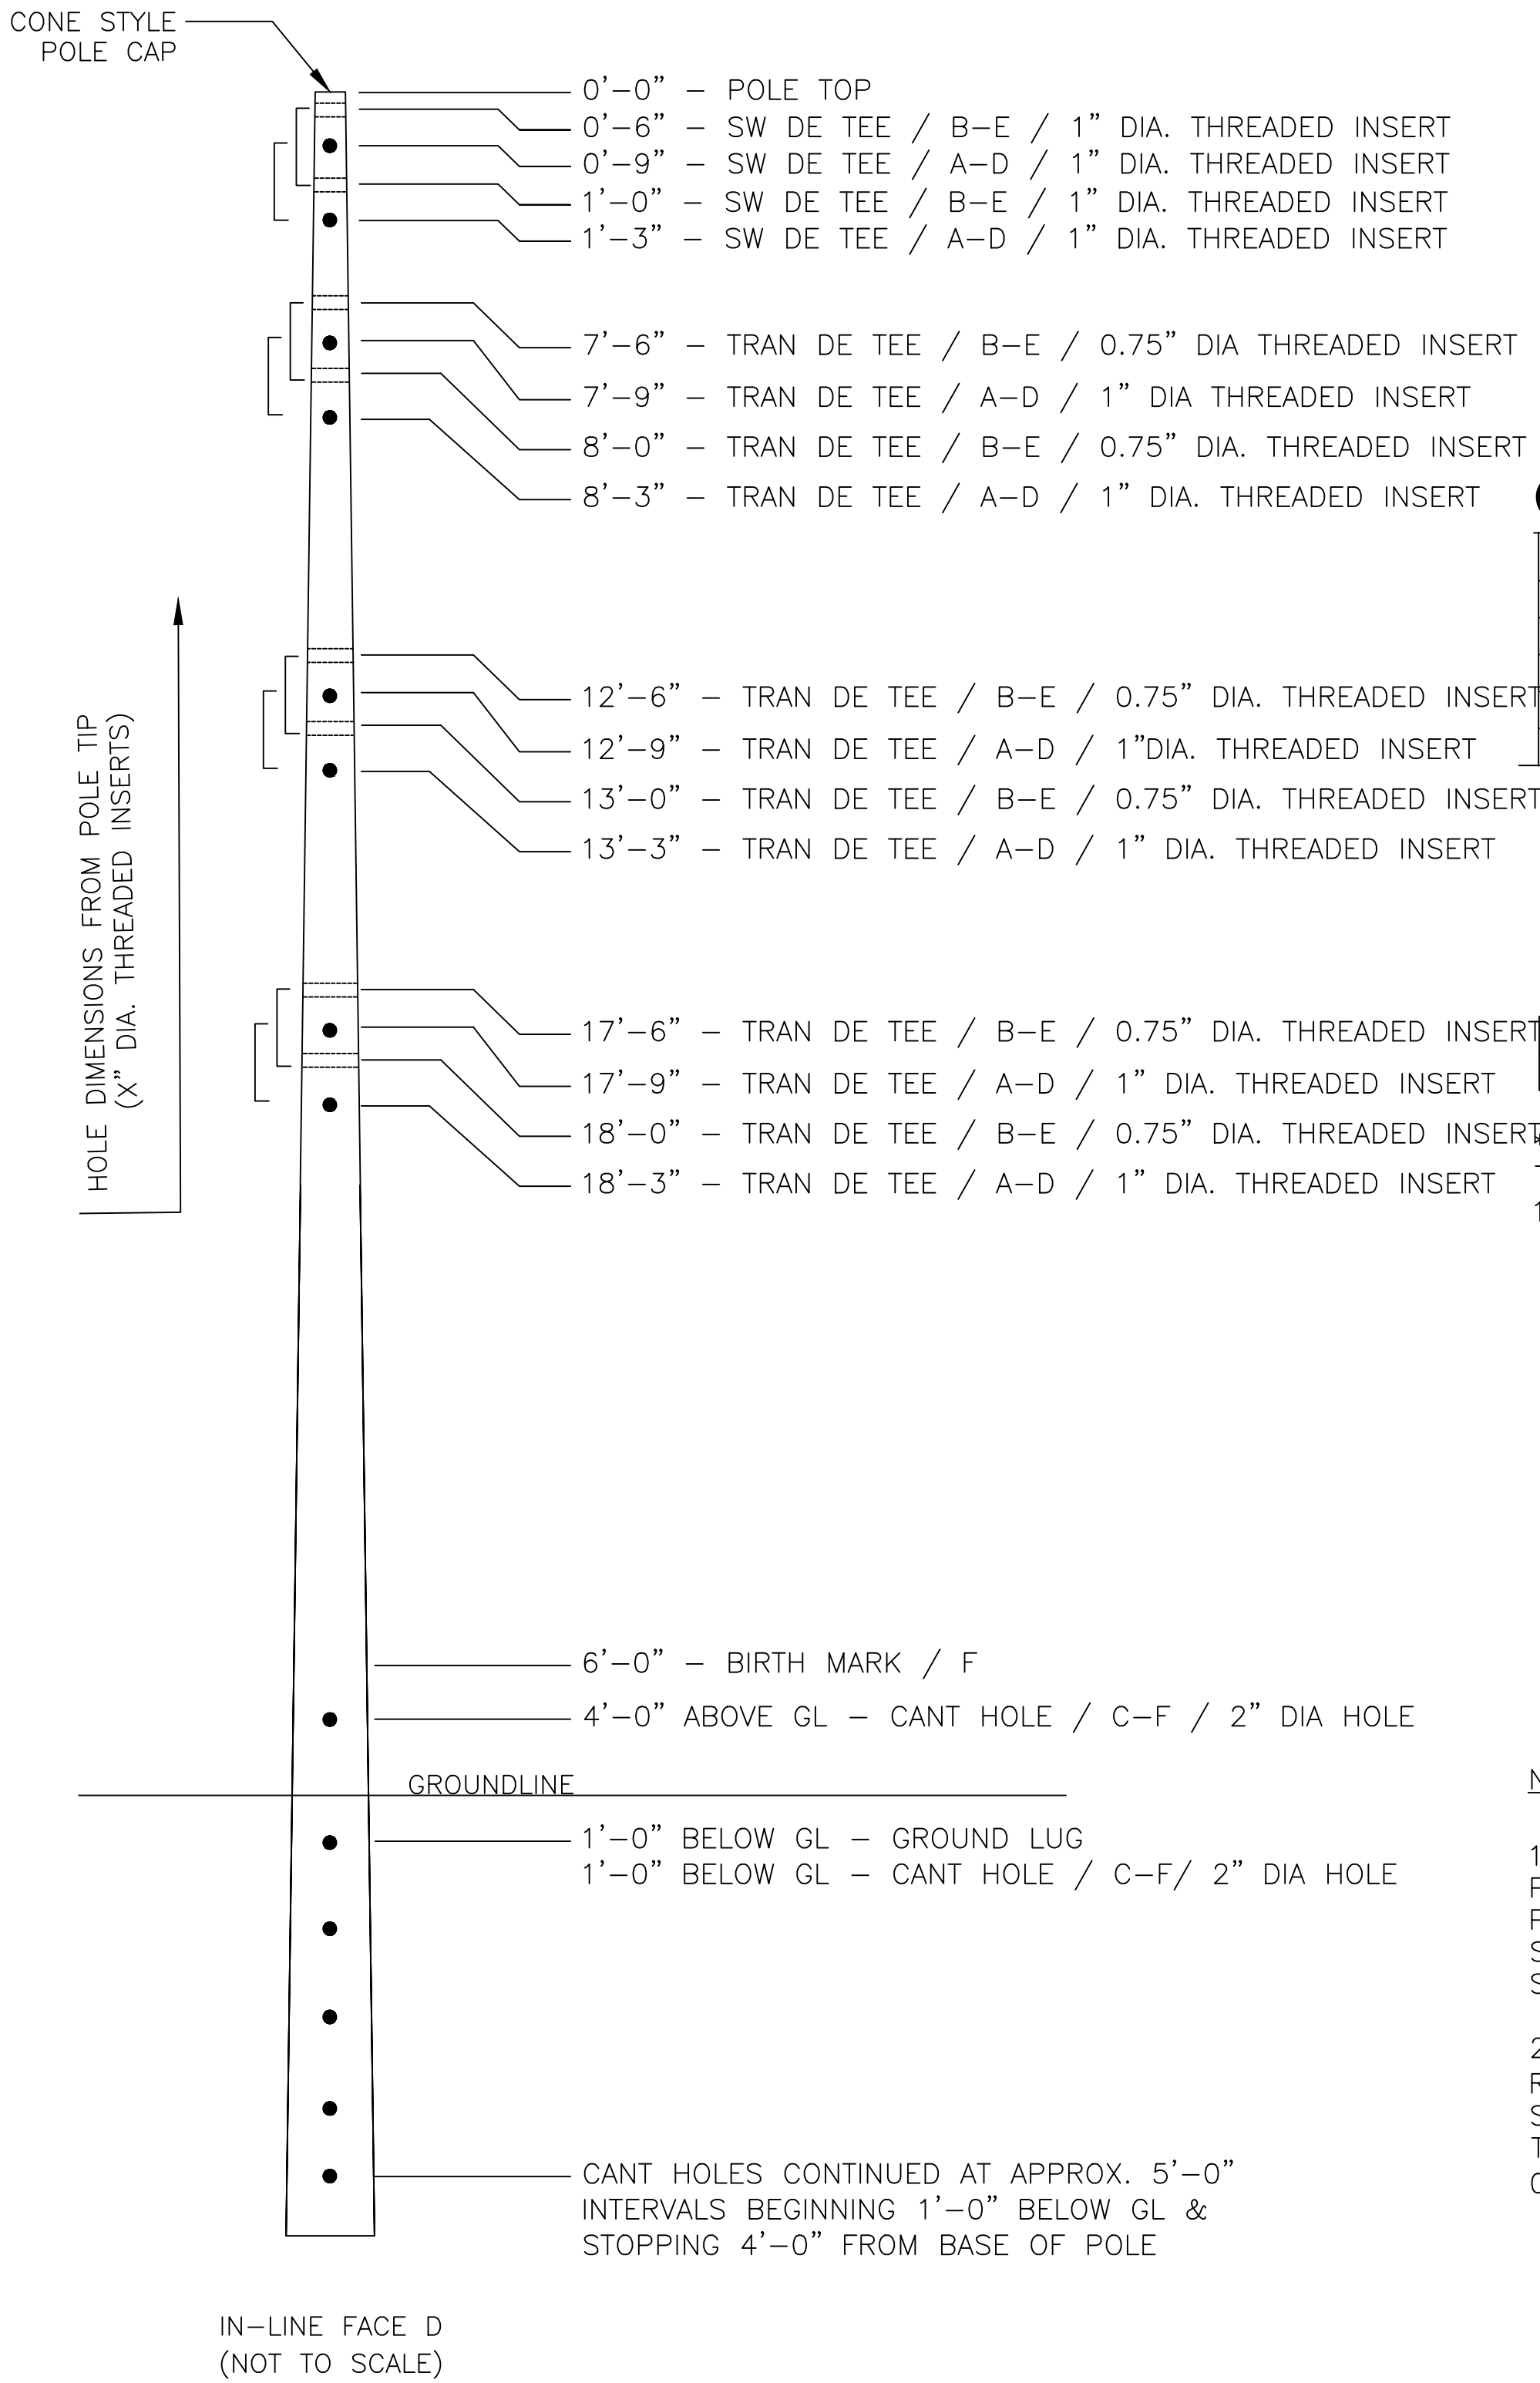 CONE STYLE
POLE CAP
0'-0" - POLE TOP
0'-6" - SW DE TEE / B-E / 1" DIA. THREADED INSERT
0'-9" - SW DE TEE / A-D / 1" DIA. THREADED INSERT
1'-0" - SW DE TEE / B-E / 1" DIA. THREADED INSERT
1'-3" - SW DE TEE / A-D / 1" DIA. THREADED INSERT
7'-6" - TRAN DE TEE / B-E / 0.75" DIA THREADED INSERT
7'-9" - TRAN DE TEE / A-D / 1" DIA THREADED INSERT
8'-0" - TRAN DE TEE / B-E / 0.75" DIA. THREADED INSERT
8'-3" - TRAN DE TEE / A-D / 1" DIA. THREADED INSERT
HOLE DIMENSIONS FROM POLE TIP
(X" DIA. THREADED INSERTS)
12'-6" - TRAN DE TEE / B-E / 0.75" DIA. THREADED INSERT
12'-9" - TRAN DE TEE / A-D / 1"DIA. THREADED INSERT
13'-0" - TRAN DE TEE / B-E / 0.75" DIA. THREADED INSERT
13'-3" - TRAN DE TEE / A-D / 1" DIA. THREADED INSERT
17'-6" - TRAN DE TEE / B-E / 0.75" DIA. THREADED INSERT
17'-9" - TRAN DE TEE / A-D / 1" DIA. THREADED INSERT
18'-0" - TRAN DE TEE / B-E / 0.75" DIA. THREADED INSERT
18'-3" - TRAN DE TEE / A-D / 1" DIA. THREADED INSERT
6'-0" - BIRTH MARK / F
4'-0" ABOVE GL - CANT HOLE / C-F / 2" DIA HOLE
GROUNDLINE
1'-0" BELOW GL - GROUND LUG
1'-0" BELOW GL - CANT HOLE / C-F/ 2" DIA HOLE
CANT HOLES CONTINUED AT APPROX. 5'-0"
INTERVALS BEGINNING 1'-0" BELOW GL &
STOPPING 4'-0" FROM BASE OF POLE
IN-LINE FACE D
(NOT TO SCALE)